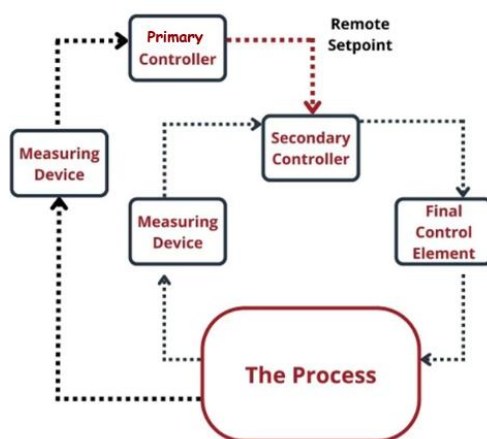 Primary
Controller
Remote
Setpoint
Measuring
Device
Secondary
Controller
Measuring
Device
Final
Control
Element
The Process